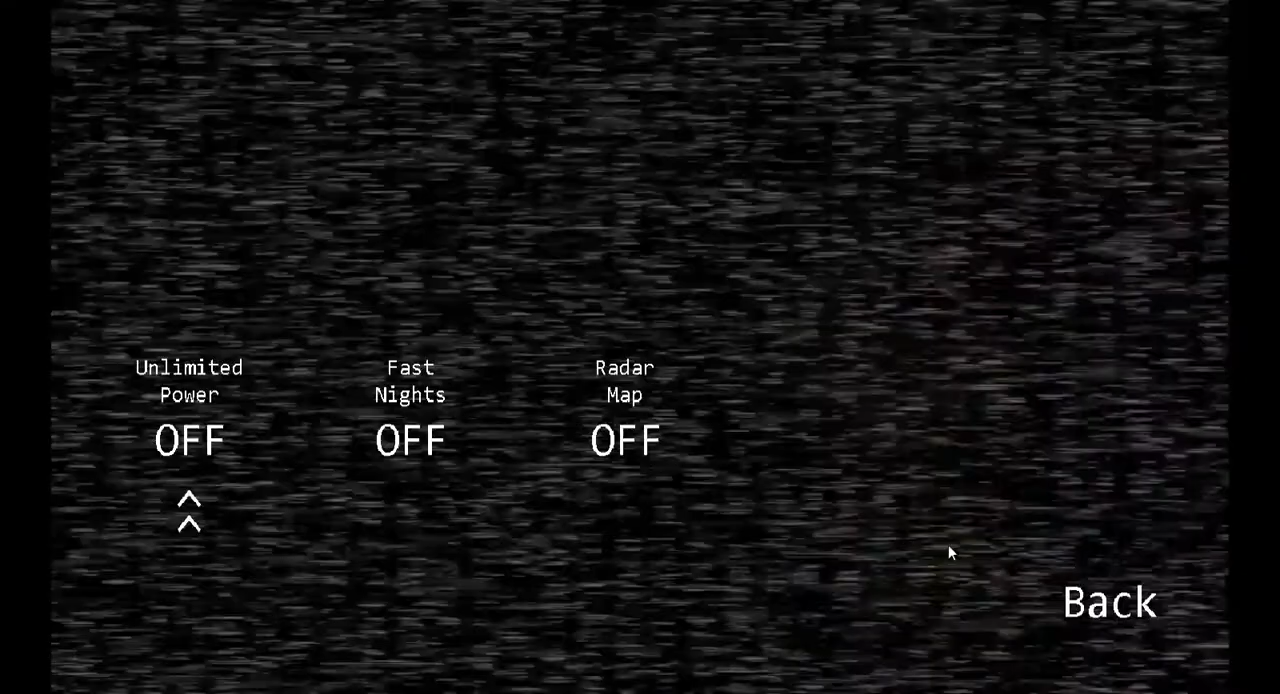 Unlimited
Power
OFF
Fast
Nights
OFF
Radar
Map
OFF
Back